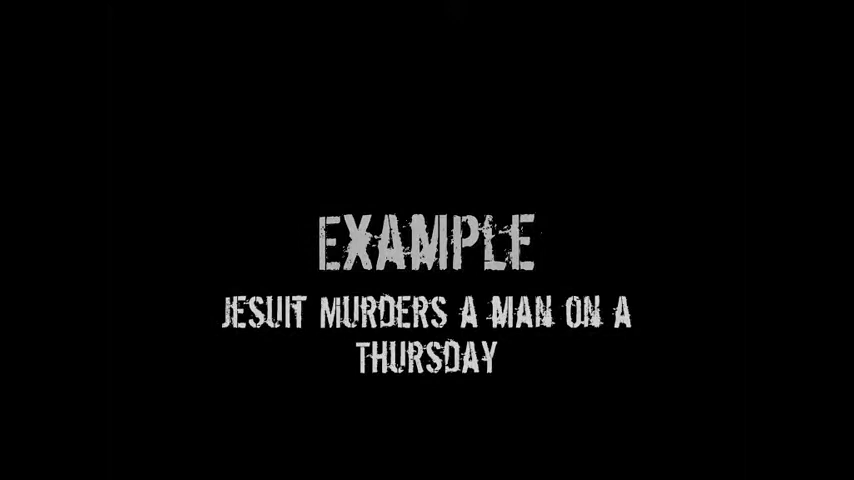 EXAMPLE
JESUIT MURDERS A MAN ON A
THURSDAY